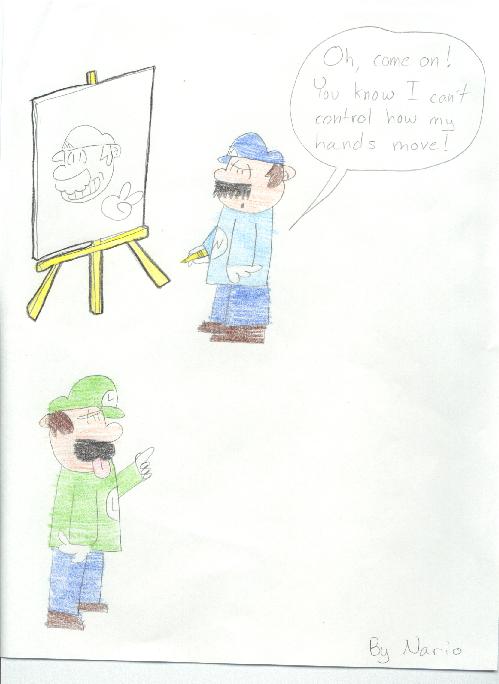 Oh, come on!
You know I can't
control how my
hands move!
N
L
L
By Nario